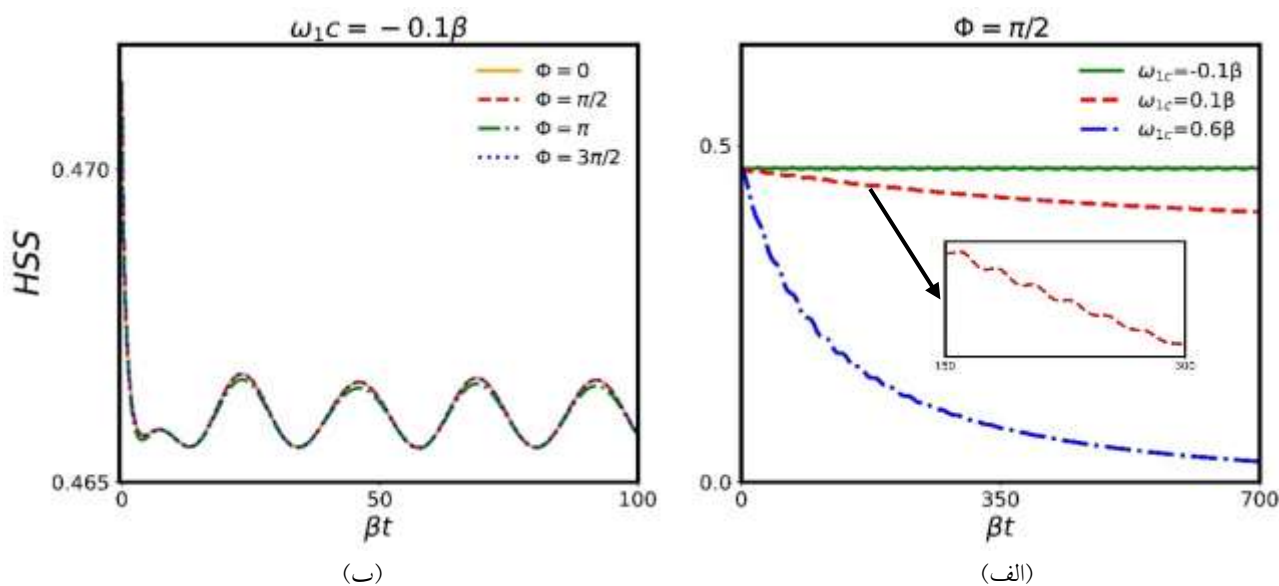 ω₁c = −0.1β
HSS
0.470
0.465
Φ = 0
Φ = π/2
Φ = π
Φ = 3π/2
0
50
100
βt
(ب)
Φ = π/2
0.5
0.0
ω₁c=-0.1β
ω₁c=0.1β
ω₁c=0.6β
150
300
0
350
700
βt
(الف)